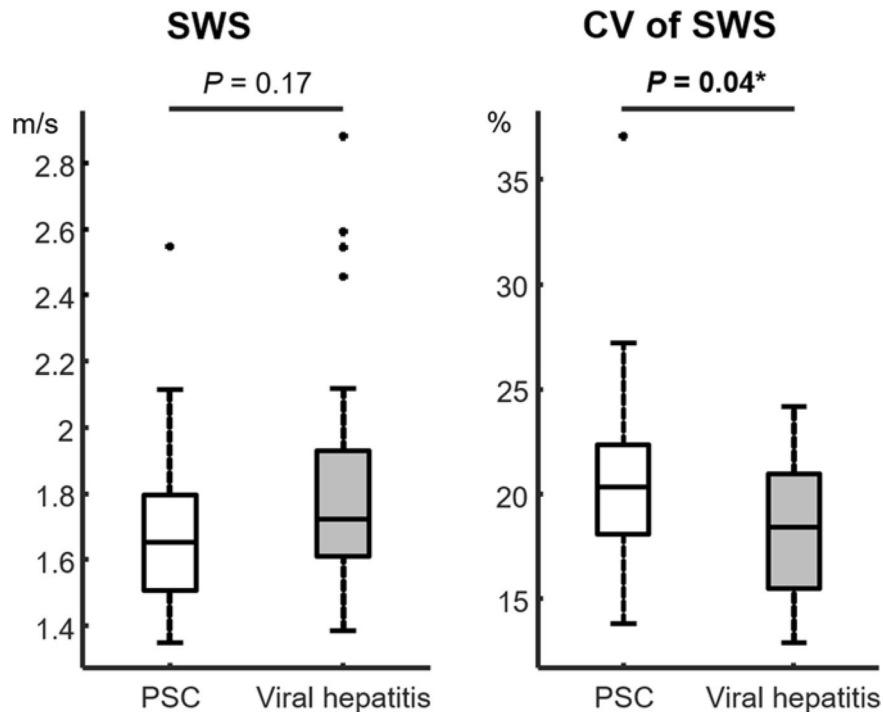 SWS
P = 0.17
m/s
2.8
2.6
2.4
2.2
2
1.8
1.6
1.4
PSC Viral hepatitis
CV of SWS
P = 0.04*
%
35
30
25
20
15
PSC Viral hepatitis